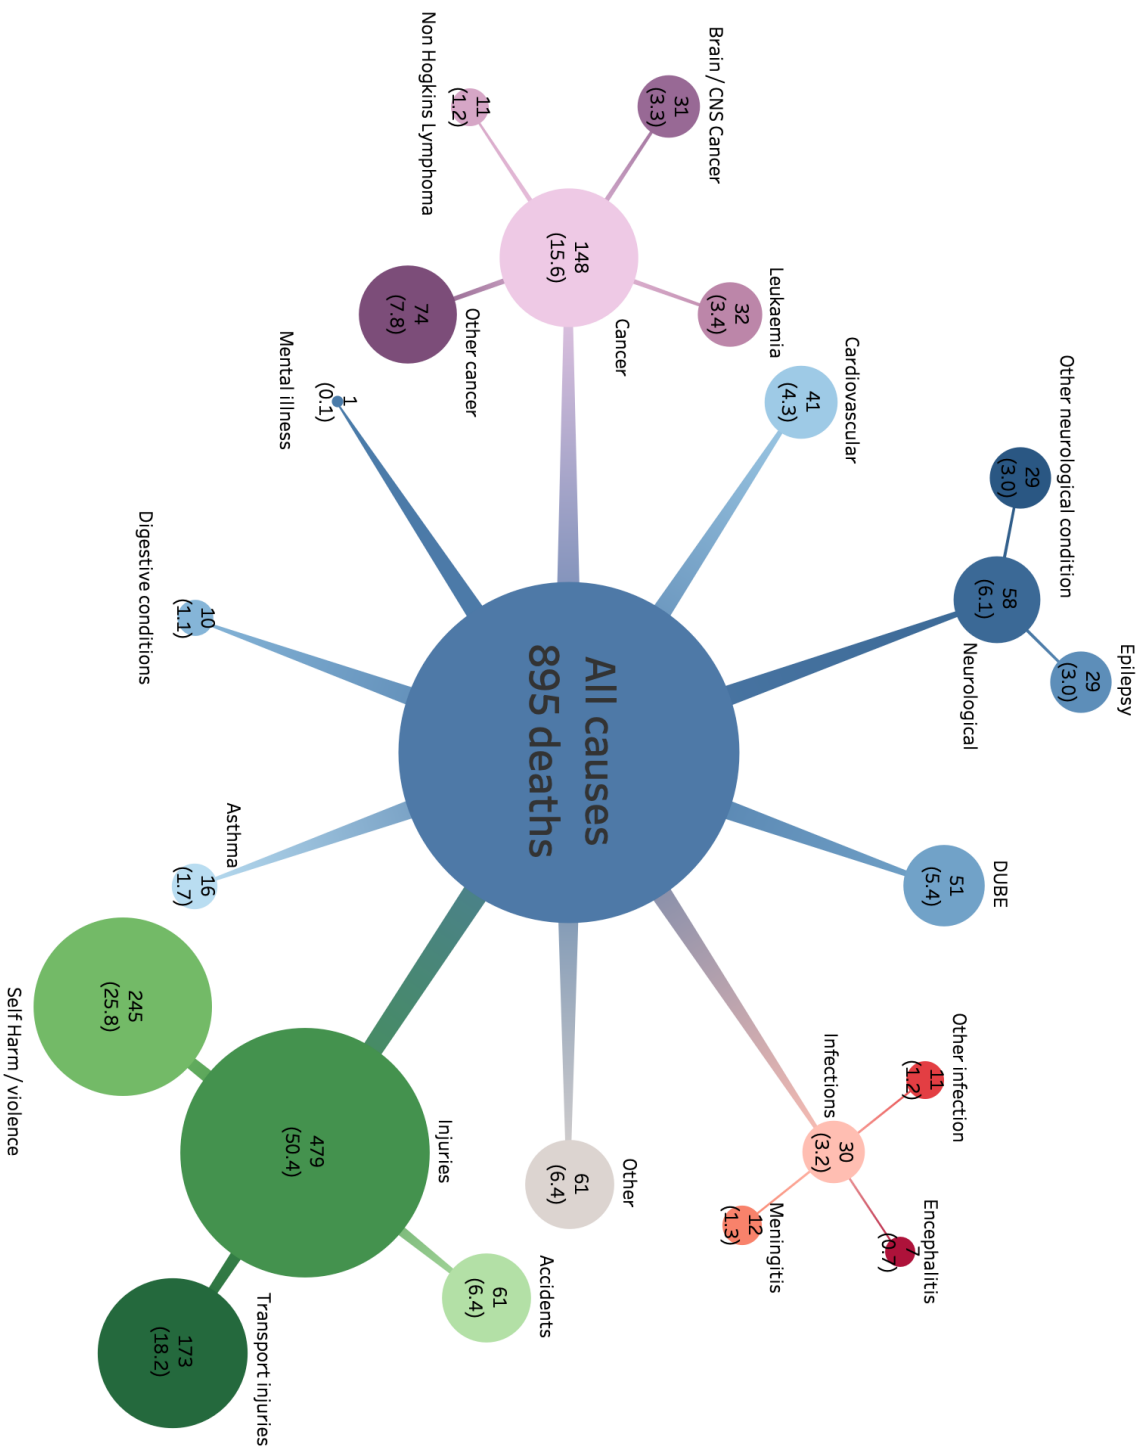 Epilepsy
29
(3.0)
Other neurological condition
29
(3.0)
58
(6.1)
Neurological
DUBE
51
(5.4)
Other infection
11
(1.2)
Encephalitis
7
(0.7)
Infections
30
(3.2)
Meningitis
12
(1.3)
Cardiovascular
41
(4.3)
Leukaemia
32
(3.4)
Brain / CNS Cancer
31
(3.3)
Cancer
148
(15.6)
Non Hogkins Lymphoma
11
(1.2)
Other cancer
74
(7.8)
All causes
895 deaths
Other
61
(6.4)
Accidents
61
(6.4)
Injuries
479
(50.4)
Transport injuries
173
(18.2)
Self Harm / violence
245
(25.8)
Mental illness
1
(0.1)
Digestive conditions
10
(1.1)
Asthma
16
(1.7)